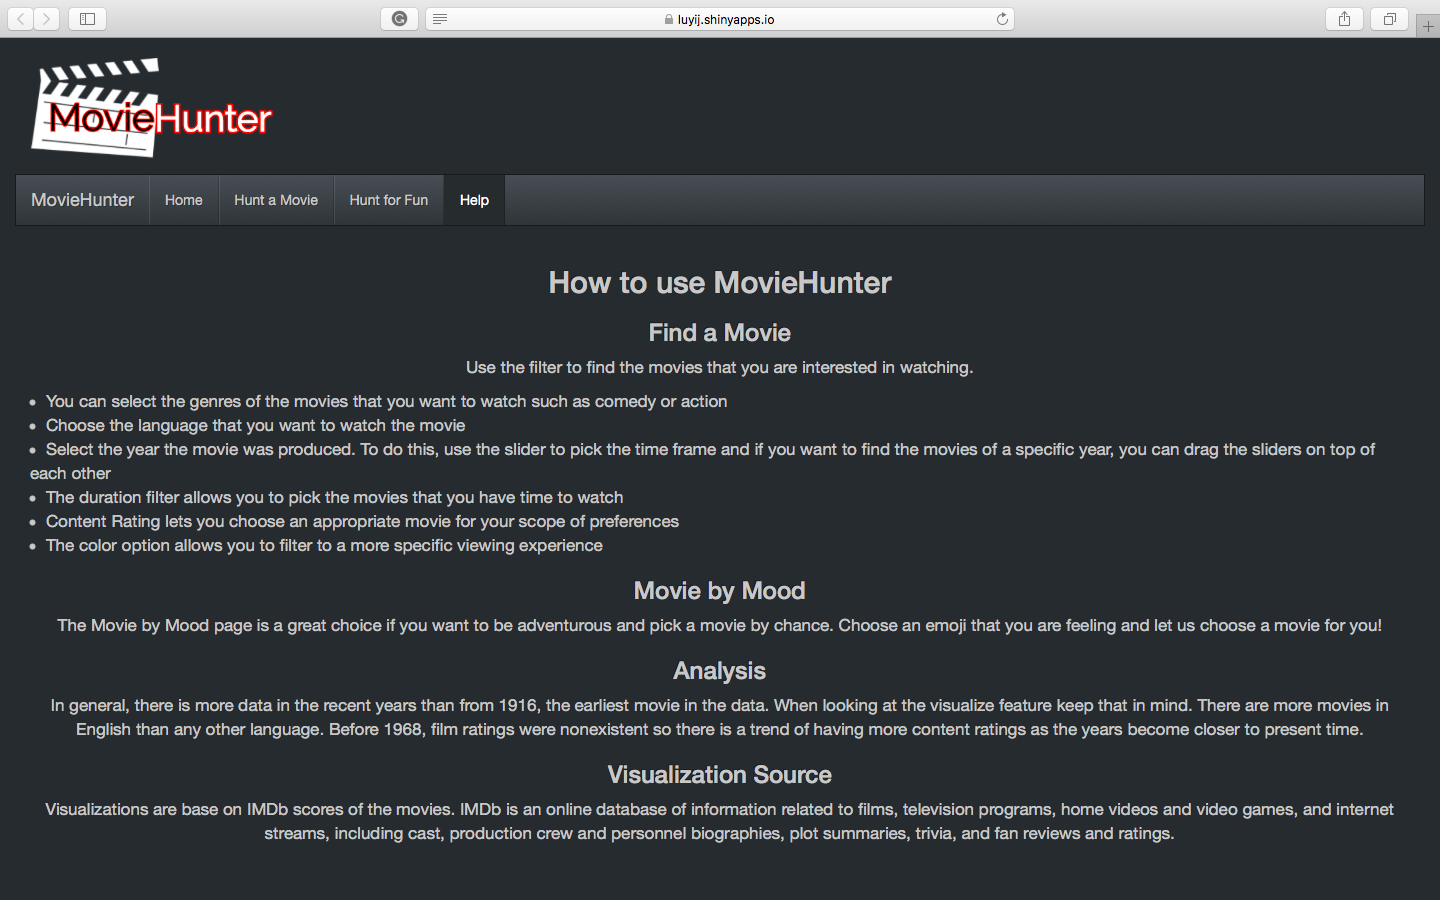 luyij.shinyapps.io
MovieHunter
MovieHunter
Home
Hunt a Movie
Hunt for Fun
Help
How to use MovieHunter
Find a Movie
Use the filter to find the movies that you are interested in watching.
• You can select the genres of the movies that you want to watch such as comedy or action
• Choose the language that you want to watch the movie
• Select the year the movie was produced. To do this, use the slider to pick the time frame and if you want to find the movies of a specific year, you can drag the sliders on top of
each other
• The duration filter allows you to pick the movies that you have time to watch
• Content Rating lets you choose an appropriate movie for your scope of preferences
• The color option allows you to filter to a more specific viewing experience
Movie by Mood
The Movie by Mood page is a great choice if you want to be adventurous and pick a movie by chance. Choose an emoji that you are feeling and let us choose a movie for you!
Analysis
In general, there is more data in the recent years than from 1916, the earliest movie in the data. When looking at the visualize feature keep that in mind. There are more movies in
English than any other language. Before 1968, film ratings were nonexistent so there is a trend of having more content ratings as the years become closer to present time.
Visualization Source
Visualizations are base on IMDb scores of the movies. IMDb is an online database of information related to films, television programs, home videos and video games, and internet
streams, including cast, production crew and personnel biographies, plot summaries, trivia, and fan reviews and ratings.